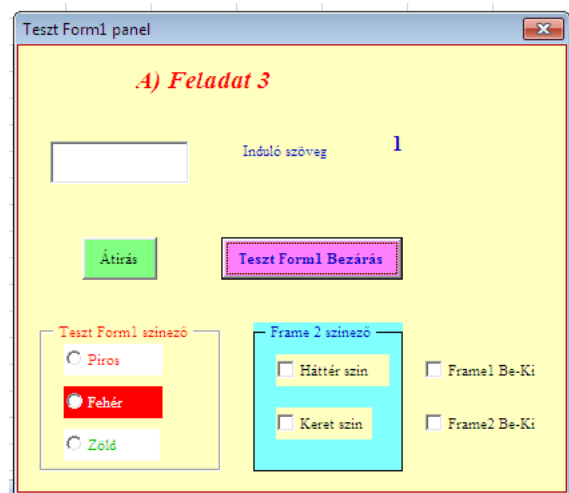 Teszt Form1 panel
A) Feladat 3
Induló szöveg
1
Átírás
Teszt Form1 Bezárás
Teszt Form1 szinező
Frame 2 szinező
Piros
Háttér szin
Frame1 Be-Ki
Fehér
Keret szin
Frame2 Be-Ki
Zöld